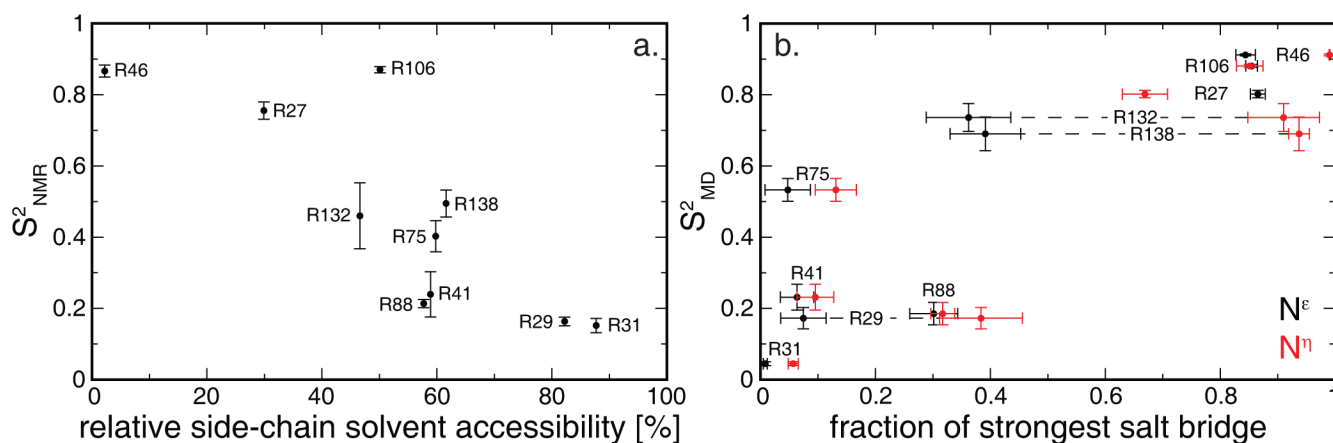 a.
1
0.8
0.6
0.4
0.2
0
S²NMR
R46
R106
R27
R132
R138
R75
R88
R41
R29
R31
0 20 40 60 80 100
relative side-chain solvent accessibility [%]
b.
1
0.8
0.6
0.4
0.2
0
S²MD
R46
R106
R27
R132
R138
R75
R41
R88
R29
R31
Nε
Nη
0 0.2 0.4 0.6 0.8 1
fraction of strongest salt bridge